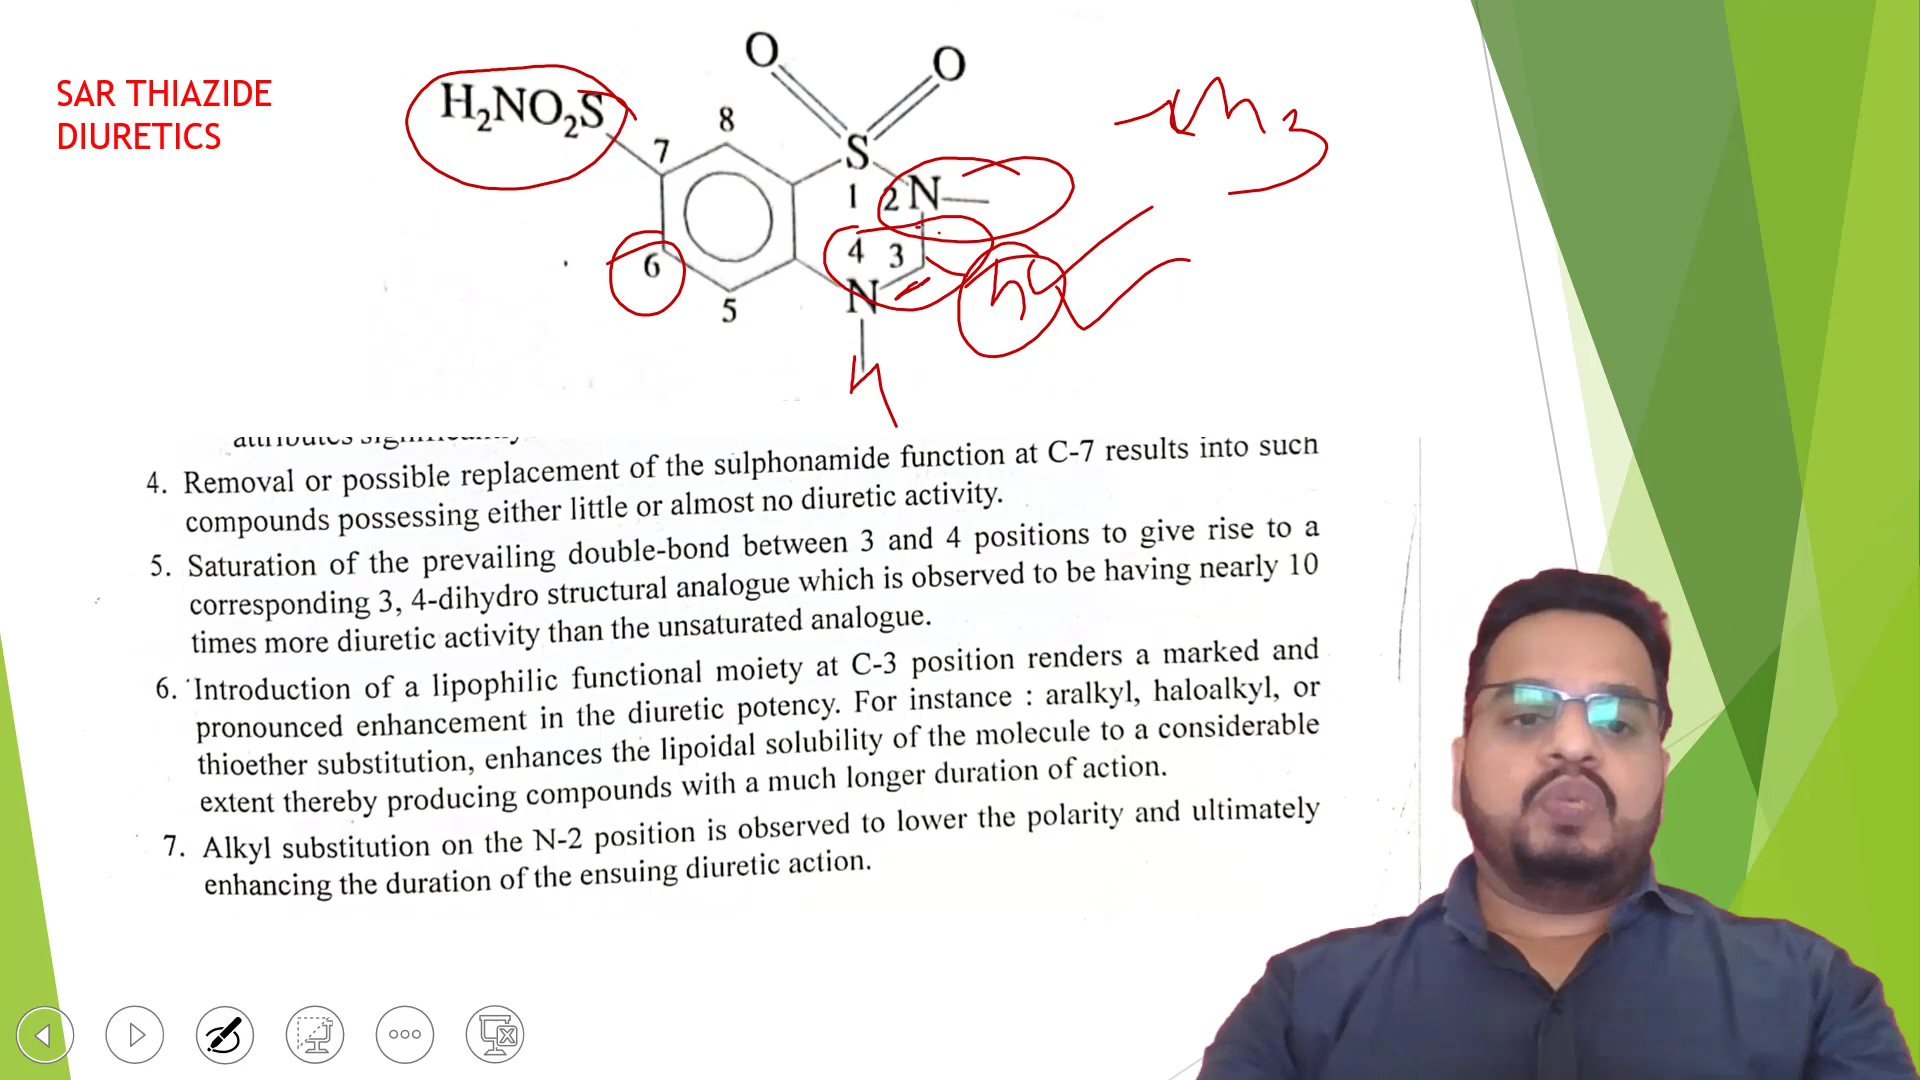 SAR THIAZIDE
DIURETICS
O
O
H₂NO₂S
8
7
S
1 2 N
4 3
6
N
5
4. Removal or possible replacement of the sulphonamide function at C-7 results into such
compounds possessing either little or almost no diuretic activity.
5. Saturation of the prevailing double-bond between 3 and 4 positions to give rise to a
corresponding 3, 4-dihydro structural analogue which is observed to be having nearly 10
times more diuretic activity than the unsaturated analogue.
6. Introduction of a lipophilic functional moiety at C-3 position renders a marked and
pronounced enhancement in the diuretic potency. For instance : aralkyl, haloalkyl, or
thioether substitution, enhances the lipoidal solubility of the molecule to a considerable
extent thereby producing compounds with a much longer duration of action.
7. Alkyl substitution on the N-2 position is observed to lower the polarity and ultimately
enhancing the duration of the ensuing diuretic action.